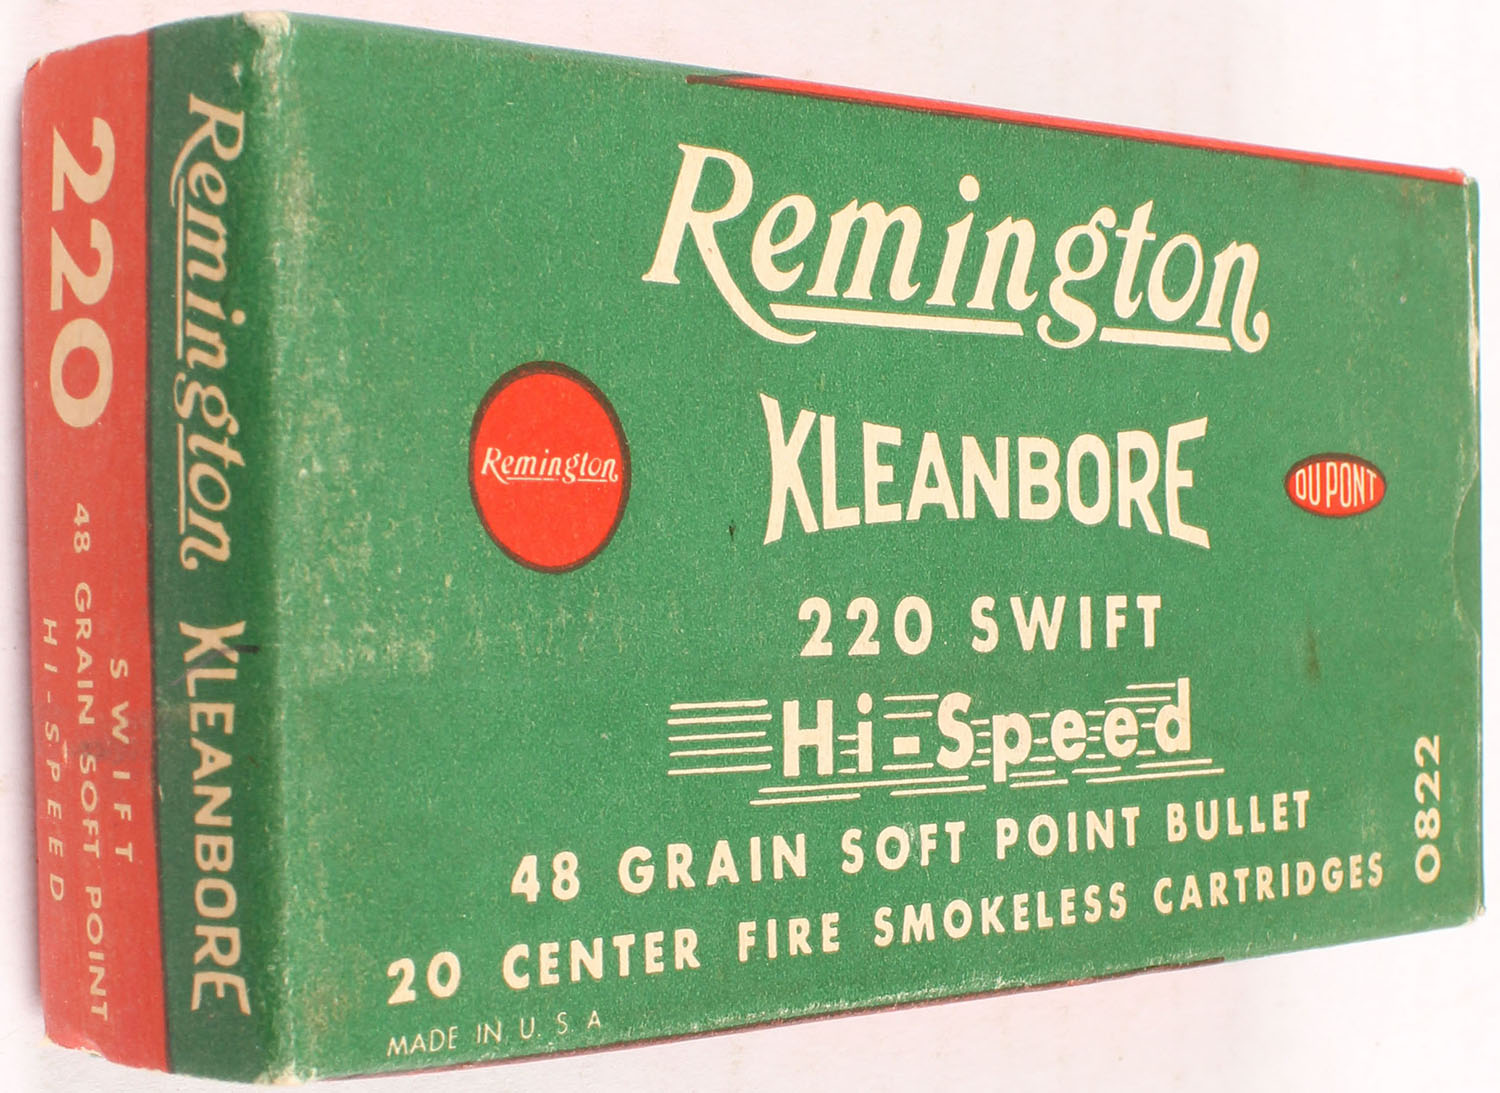 Remington
Remington
KLEANBORE
DU PONT
220 SWIFT
Hi-Speed
48 GRAIN SOFT POINT BULLET
20 CENTER FIRE SMOKELESS CARTRIDGES
0822
MADE IN U. S. A
Remington KLEANBORE
220
SWIFT
48 GRAIN SOFT POINT
HI-SPEED